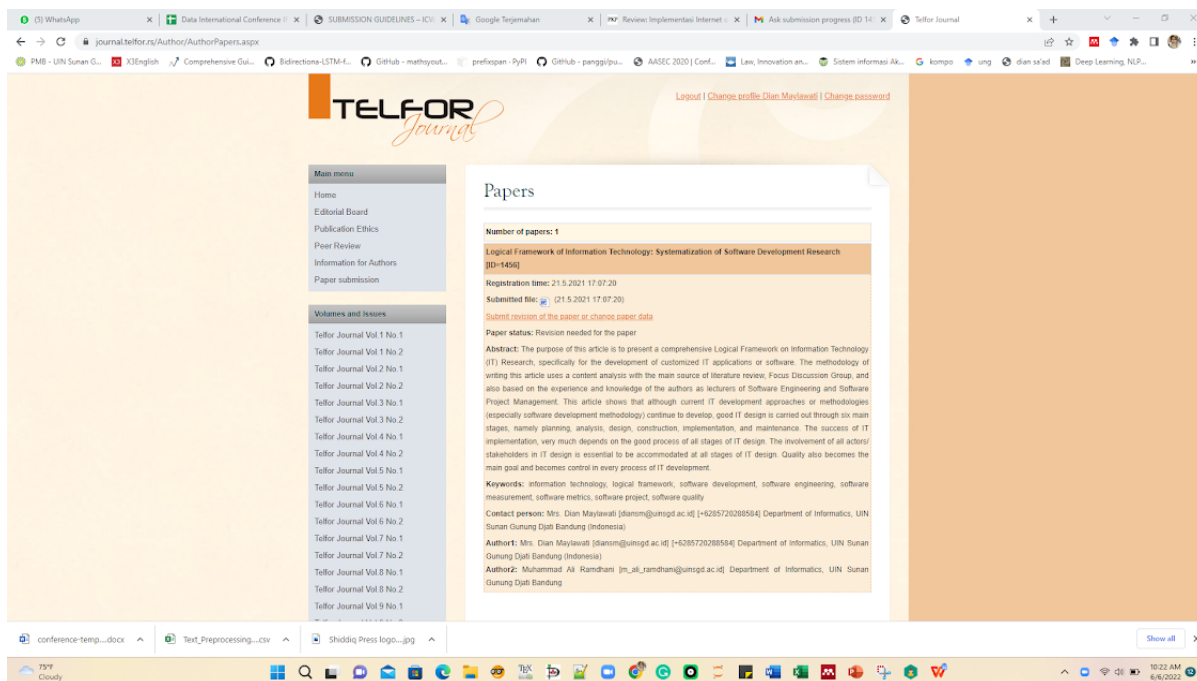 (5) WhatsApp
Data International Conference
SUBMISSION GUIDELINES – ICW
Google Terjemahan
Review: Implementasi Internet
Ask submission progress (ID 14
Telfor Journal
journal.telfor.rs/Author/AuthorPapers.aspx
PMB - UIN Sunan G...
X3English
Comprehensive Gui...
Bidirectiona-LSTM-f...
GitHub - mathsyout...
prefixspan · PyPI
GitHub - panggi/pu...
AASEC 2020 | Conf...
Law, Innovation an...
Sistem informasi Ak...
kompo
ung
dian sa'ad
Deep Learning, NLP...
TELFOR
Journal
Logout | Change profile Dian Maylawati | Change password
Main menu
Home
Editorial Board
Publication Ethics
Peer Review
Information for Authors
Paper submission
Volumes and Issues
Telfor Journal Vol.1 No.1
Telfor Journal Vol.1 No.2
Telfor Journal Vol.2 No.1
Telfor Journal Vol.2 No.2
Telfor Journal Vol.3 No.1
Telfor Journal Vol.3 No.2
Telfor Journal Vol.4 No.1
Telfor Journal Vol.4 No.2
Telfor Journal Vol.5 No.1
Telfor Journal Vol.5 No.2
Telfor Journal Vol.6 No.1
Telfor Journal Vol.6 No.2
Telfor Journal Vol.7 No.1
Telfor Journal Vol.7 No.2
Telfor Journal Vol.8 No.1
Telfor Journal Vol.8 No.2
Telfor Journal Vol.9 No.1
Papers
Number of papers: 1
Logical Framework of Information Technology: Systematization of Software Development Research
[ID=1456]
Registration time: 21.5.2021 17:07:20
Submitted file: (21.5.2021 17:07:20)
Submit revision of the paper or change paper data
Paper status: Revision needed for the paper
Abstract: The purpose of this article is to present a comprehensive Logical Framework on Information Technology
(IT) Research, specifically for the development of customized IT applications or software. The methodology of
writing this article uses a content analysis with the main source of literature review, Focus Discussion Group, and
also based on the experience and knowledge of the authors as lecturers of Software Engineering and Software
Project Management. This article shows that although current IT development approaches or methodologies
(especially software development methodology) continue to develop, good IT design is carried out through six main
stages, namely planning, analysis, design, construction, implementation, and maintenance. The success of IT
implementation, very much depends on the good process of all stages of IT design. The involvement of all actors/
stakeholders in IT design is essential to be accommodated at all stages of IT design. Quality also becomes the
main goal and becomes control in every process of IT development.
Keywords: information technology, logical framework, software development, software engineering, software
measurement, software metrics, software project, software quality
Contact person: Mrs. Dian Maylawati [diansm@uinsgd.ac.id] [+6285720288584] Department of Informatics, UIN
Sunan Gunung Djati Bandung (Indonesia)
Author1: Mrs. Dian Maylawati [diansm@uinsgd.ac.id] [+6285720288584] Department of Informatics, UIN Sunan
Gunung Djati Bandung (Indonesia)
Author2: Muhammad Ali Ramdhani [m_ali_ramdhani@uinsgd.ac.id] Department of Informatics, UIN Sunan
Gunung Djati Bandung
conference-temp....docx
Text_Preprocessing....csv
Shiddiq Press logo....jpg
Show all
75°F
Cloudy
10:22 AM
6/6/2022